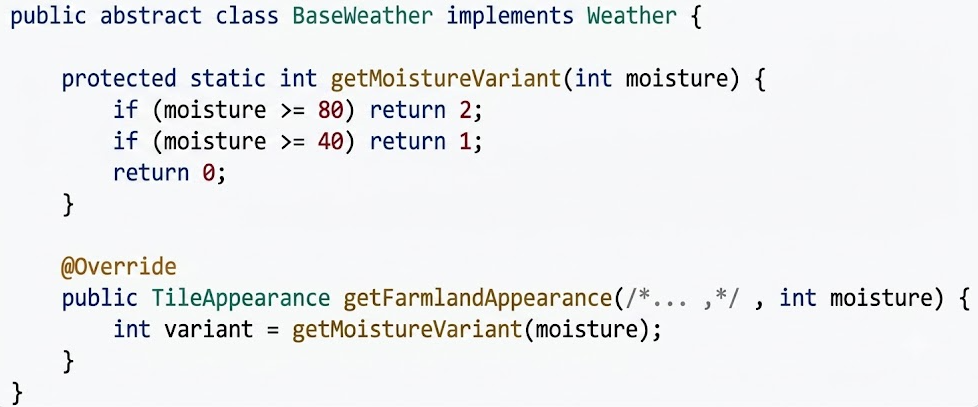 public abstract class BaseWeather implements Weather {
protected static int getMoistureVariant(int moisture) {
if (moisture >= 80) return 2;
if (moisture >= 40) return 1;
return 0;
}
@Override
public TileAppearance getFarmlandAppearance(/*... ,*/ , int moisture) {
int variant = getMoistureVariant(moisture);
}
}